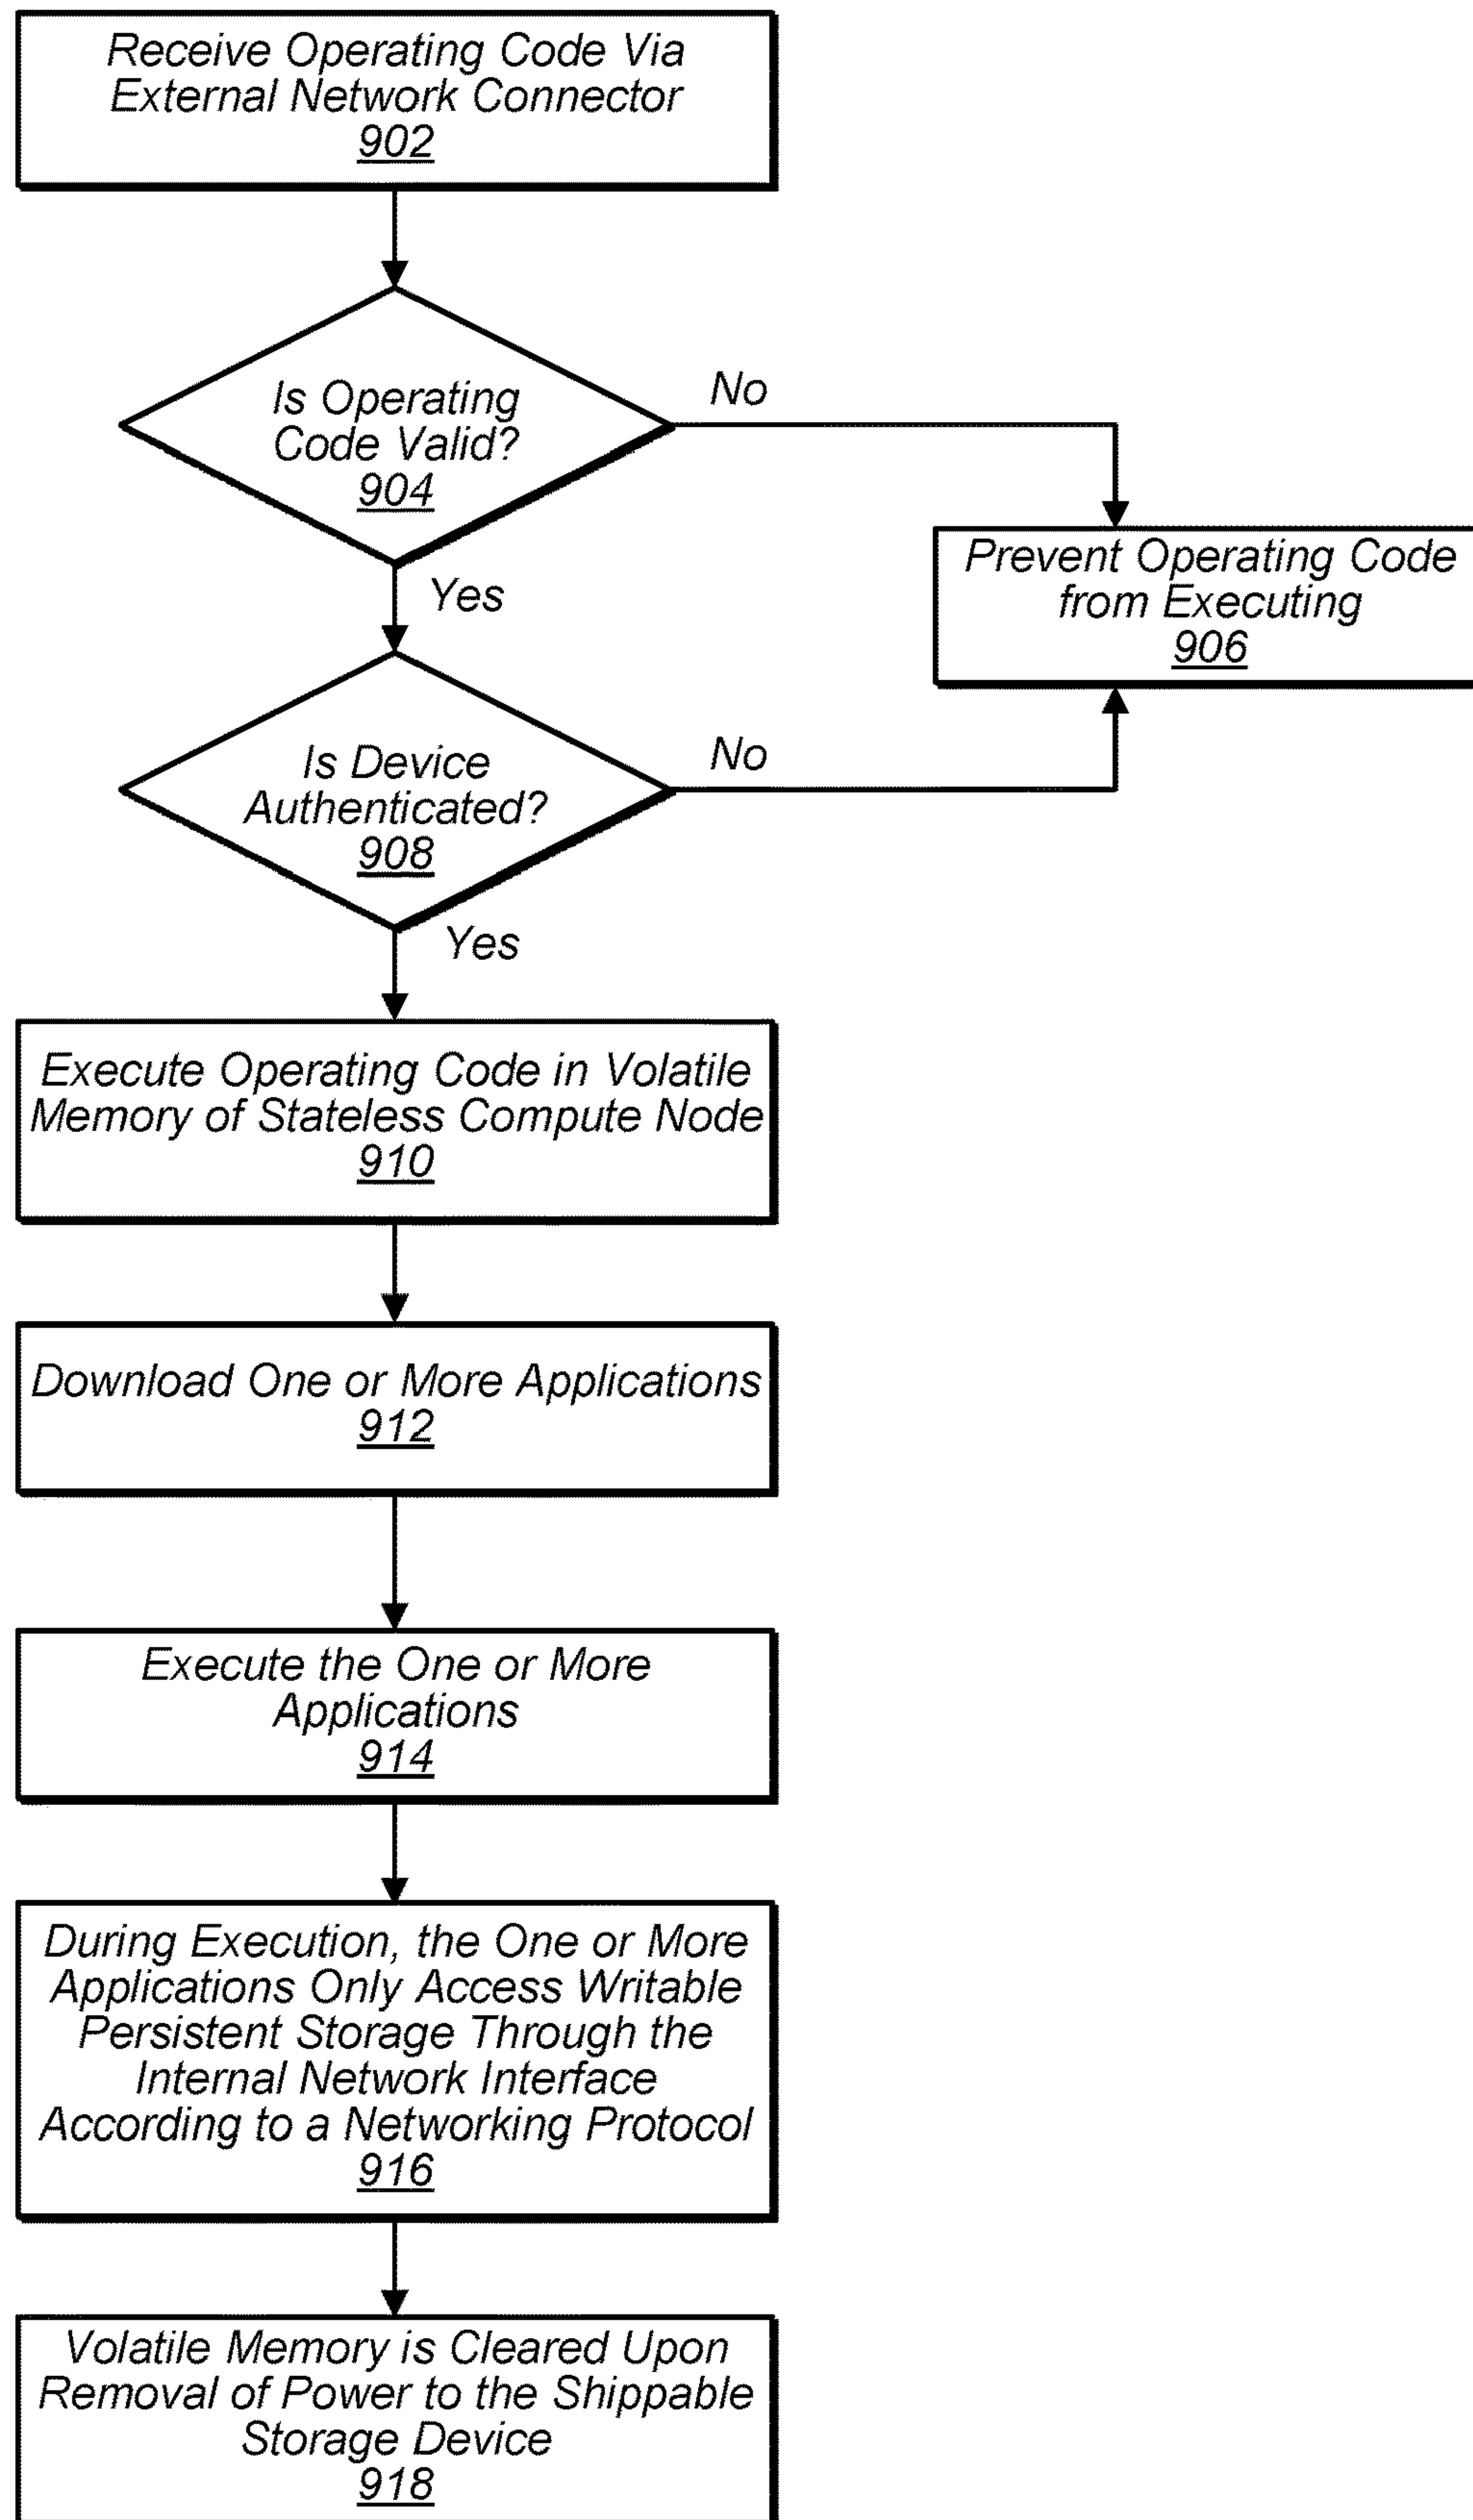 Receive Operating Code Via
External Network Connector
902
Is Operating
Code Valid?
904
No
Yes
Prevent Operating Code
from Executing
906
Is Device
Authenticated?
908
No
Yes
Execute Operating Code in Volatile
Memory of Stateless Compute Node
910
Download One or More Applications
912
Execute the One or More
Applications
914
During Execution, the One or More
Applications Only Access Writable
Persistent Storage Through the
Internal Network Interface
According to a Networking Protocol
916
Volatile Memory is Cleared Upon
Removal of Power to the Shippable
Storage Device
918